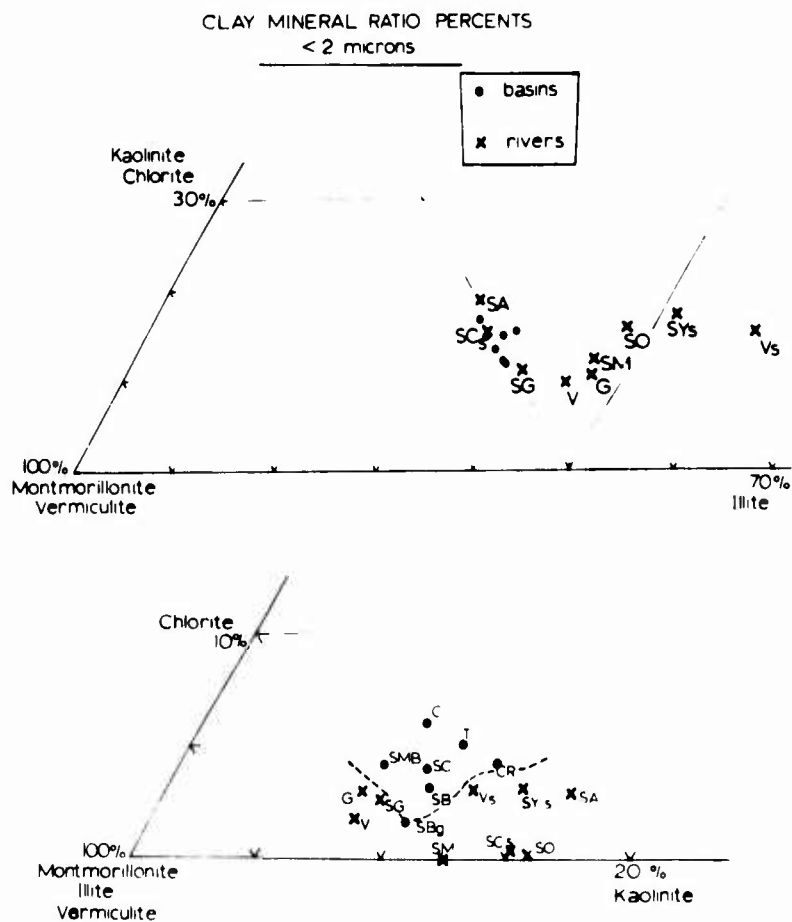 CLAY MINERAL RATIO PERCENTS
< 2 microns
basins
rivers
Kaolinite
Chlorite
30%
SA
SCs
SG
V
G
SM
SO
SYs
Vs
100%
Montmorillonite
Vermiculite
70%
Illite
Chlorite
10%
C
T
SMB
SC
CR
G
SG
SB
Vs
SYs
SA
V
SBg
SM
SCs
SO
100%
Montmorillonite
Illite
Vermiculite
20 %
Kaolinite